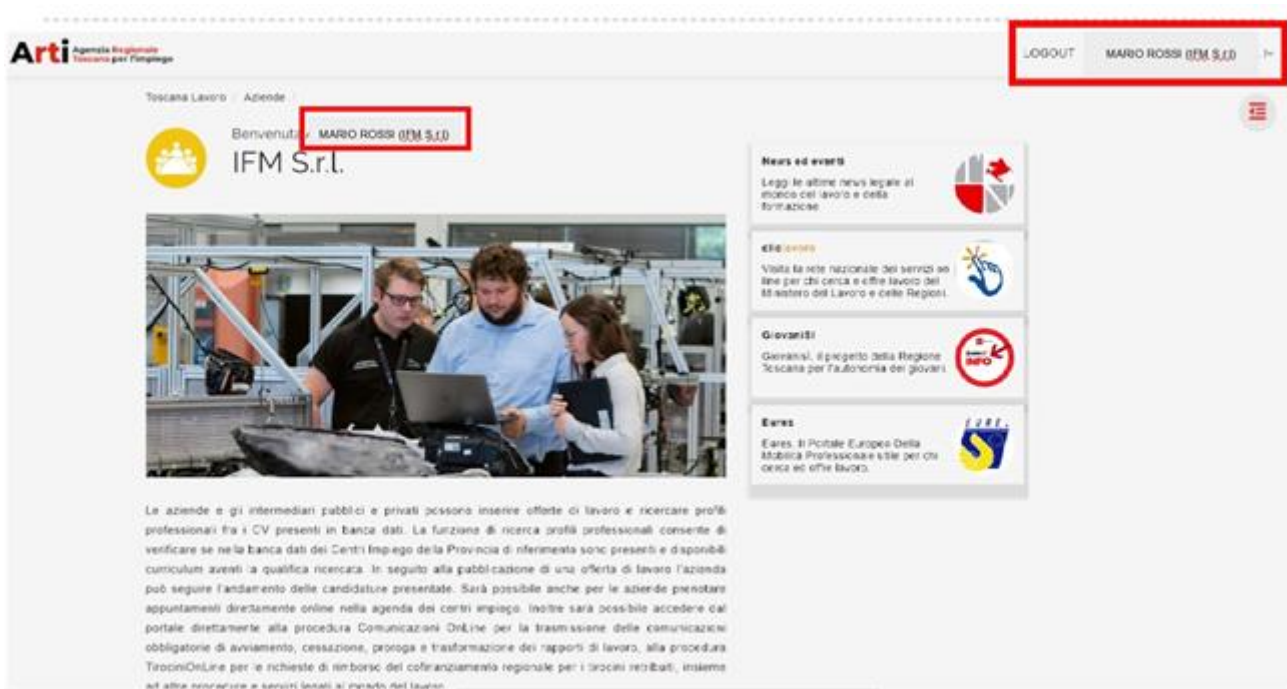 Arti Agenzia Regionale
Toscana per l'Impiego
LOGOUT MARIO ROSSI (IFM S.r.l)
Toscana Lavoro / Aziende /
Benvenuta/o MARIO ROSSI (IFM S.r.l)
IFM S.r.l.
News ed eventi
Leggi le ultime news legate al
mondo del lavoro e della
formazione
cliclavoro
Visita la rete nazionale dei servizi on
line per chi cerca e offre lavoro del
Ministero del Lavoro e delle Regioni.
GiovaniSì
Giovanisì, il progetto della Regione
Toscana per l'autonomia dei giovani.
INFO
Eures
Eures: Il Portale Europeo Della
Mobilità Professionale utile per chi
cerca ed offre lavoro.
EURES
Le aziende e gli intermediari pubblici e privati possono inserire offerte di lavoro e ricercare profili
professionali fra i CV presenti in banca dati. La funzione di ricerca profili professionali consente di
verificare se nella banca dati dei Centri Impiego della Provincia di riferimento sono presenti e disponibili
curriculum aventi la qualifica ricercata. In seguito alla pubblicazione di una offerta di lavoro l'azienda
può seguire l'andamento delle candidature presentate. Sarà possibile anche per le aziende prenotare
appuntamenti direttamente online nella agenda dei centri impiego. Inoltre sarà possibile accedere dal
portale direttamente alla procedura Comunicazioni OnLine per la trasmissione delle comunicazioni
obbligatorie di avviamento, cessazione, proroga e trasformazione dei rapporti di lavoro, alla procedura
TirociniOnLine per le richieste di rimborso del cofinanziamento regionale per i tirocini retribuiti, insieme
ad altre procedure e servizi legati al mondo del lavoro.